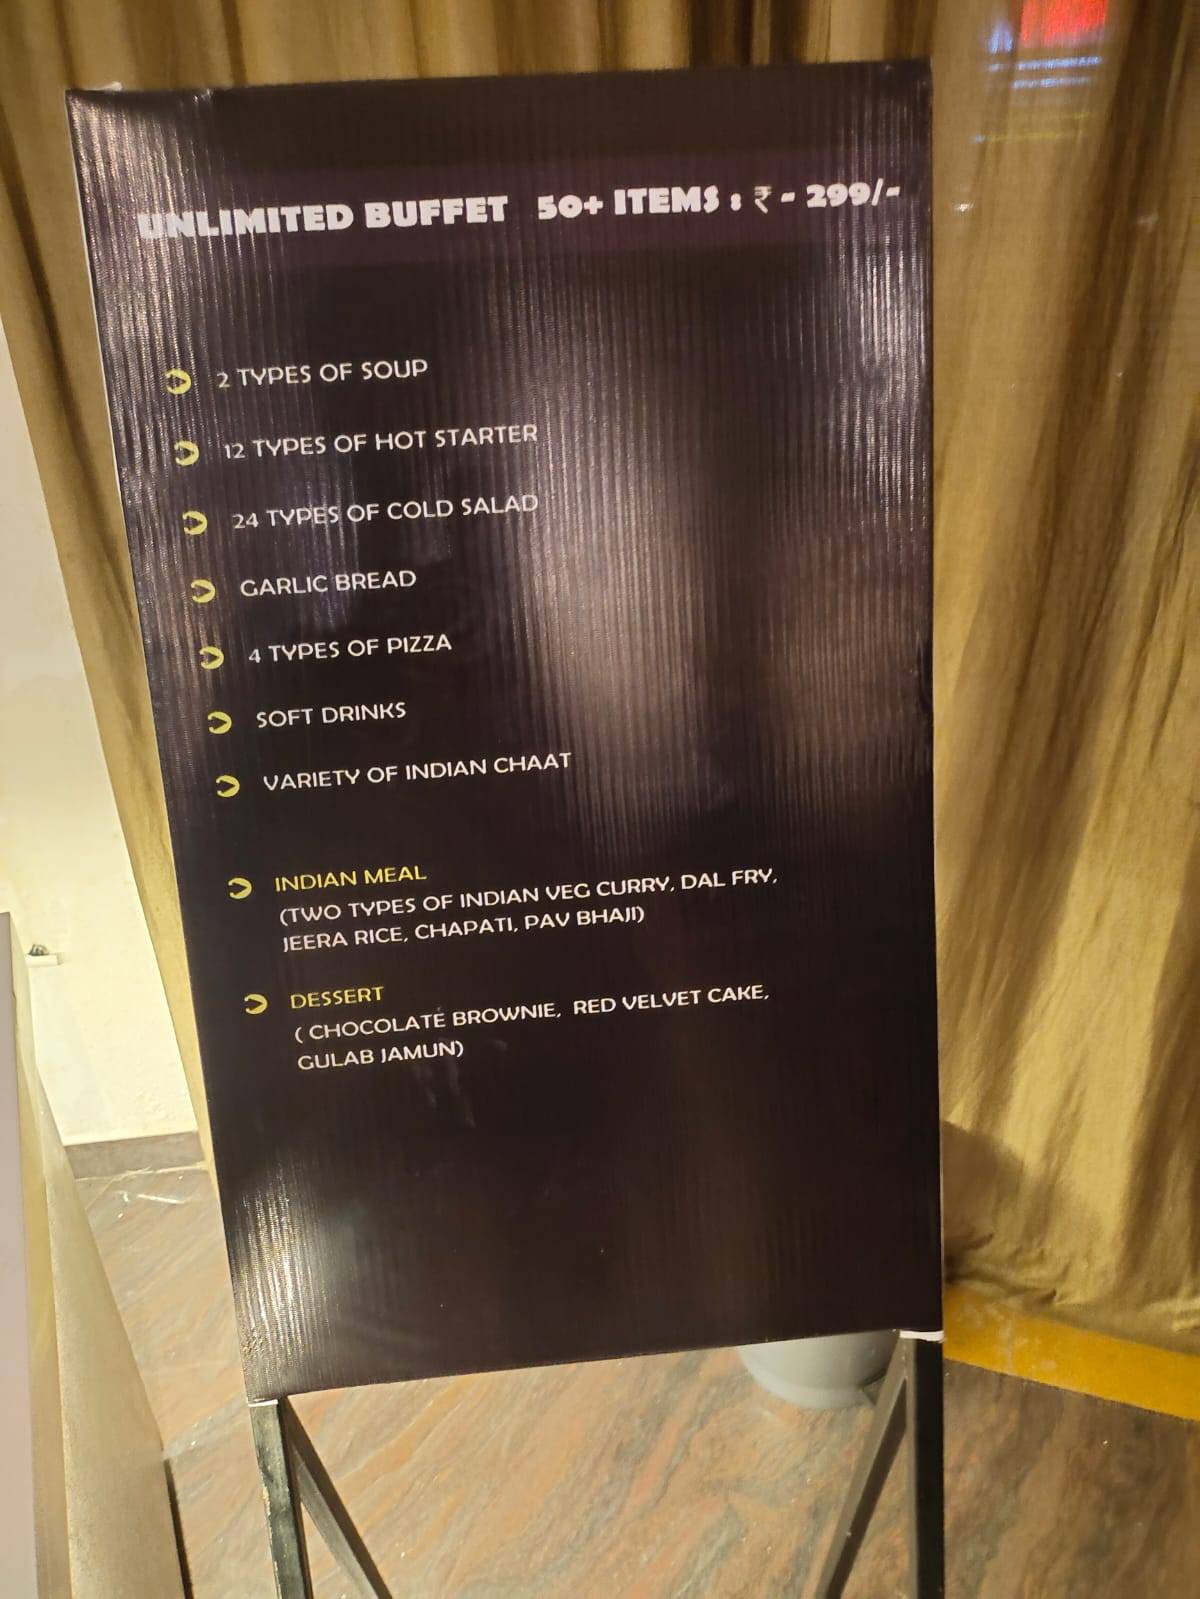 UNLIMITED BUFFET 50+ ITEMS : ₹ - 299/-
2 TYPES OF SOUP
12 TYPES OF HOT STARTER
24 TYPES OF COLD SALAD
GARLIC BREAD
4 TYPES OF PIZZA
SOFT DRINKS
VARIETY OF INDIAN CHAAT
INDIAN MEAL
(TWO TYPES OF INDIAN VEG CURRY, DAL FRY,
JEERA RICE, CHAPATI, PAV BHAJI)
DESSERT
( CHOCOLATE BROWNIE, RED VELVET CAKE,
GULAB JAMUN)